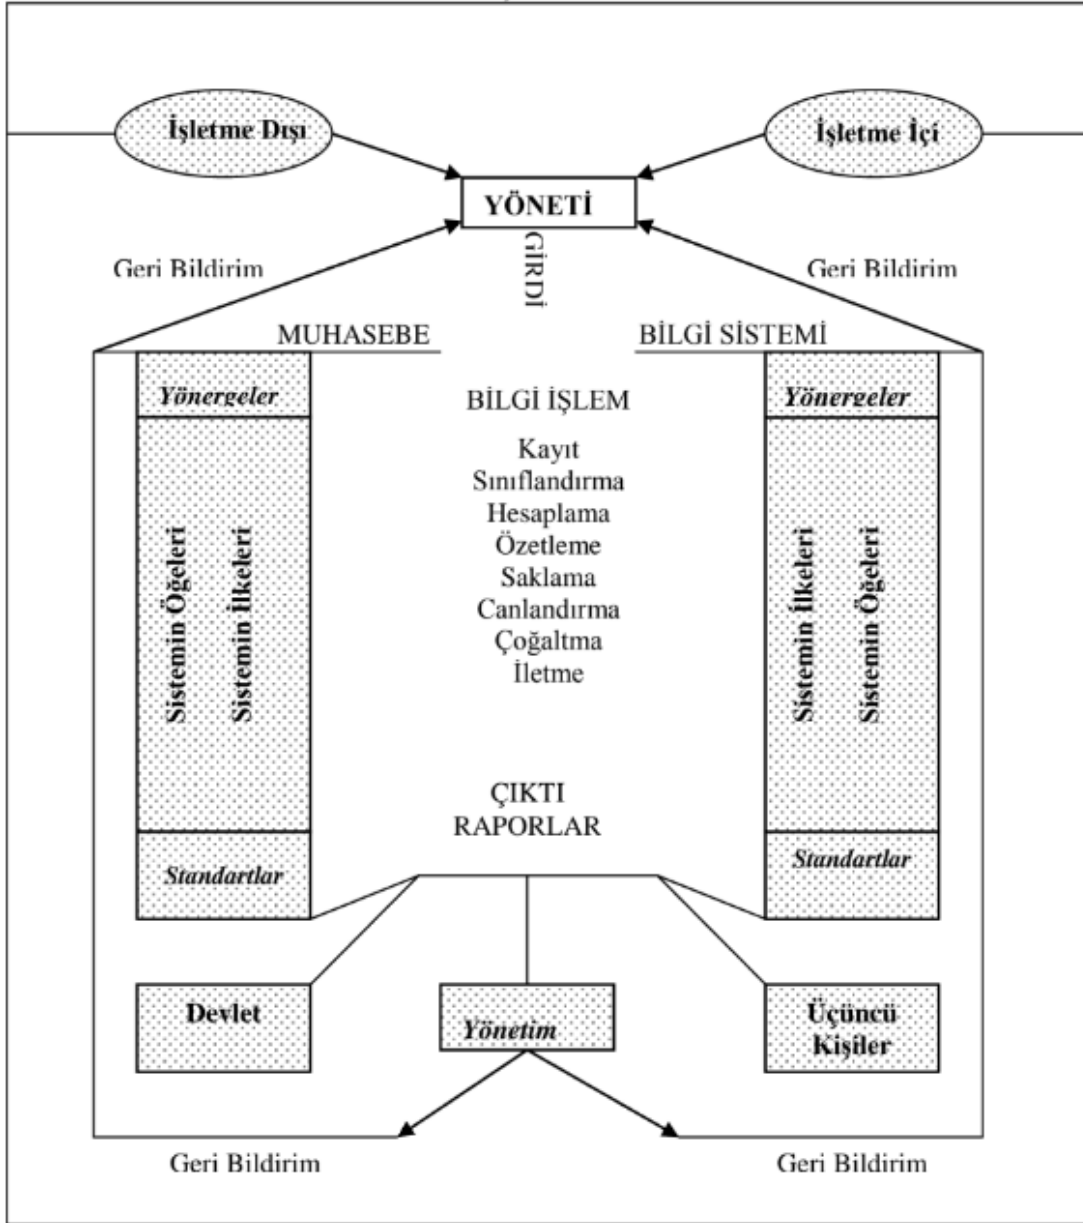 İşletme Dışı
İşletme İçi
YÖNETİ
GİRDİ
Geri Bildirim
Geri Bildirim
MUHASEBE
BİLGİ SİSTEMİ
Yönergeler
Yönergeler
BİLGİ İŞLEM
Kayıt
Sınıflandırma
Hesaplama
Özetleme
Saklama
Canlandırma
Çoğaltma
İletme
Sistemin Öğeleri
Sistemin İlkeleri
Sistemin İlkeleri
Sistemin Öğeleri
ÇIKTI
RAPORLAR
Standartlar
Standartlar
Devlet
Yönetim
Üçüncü
Kişiler
Geri Bildirim
Geri Bildirim